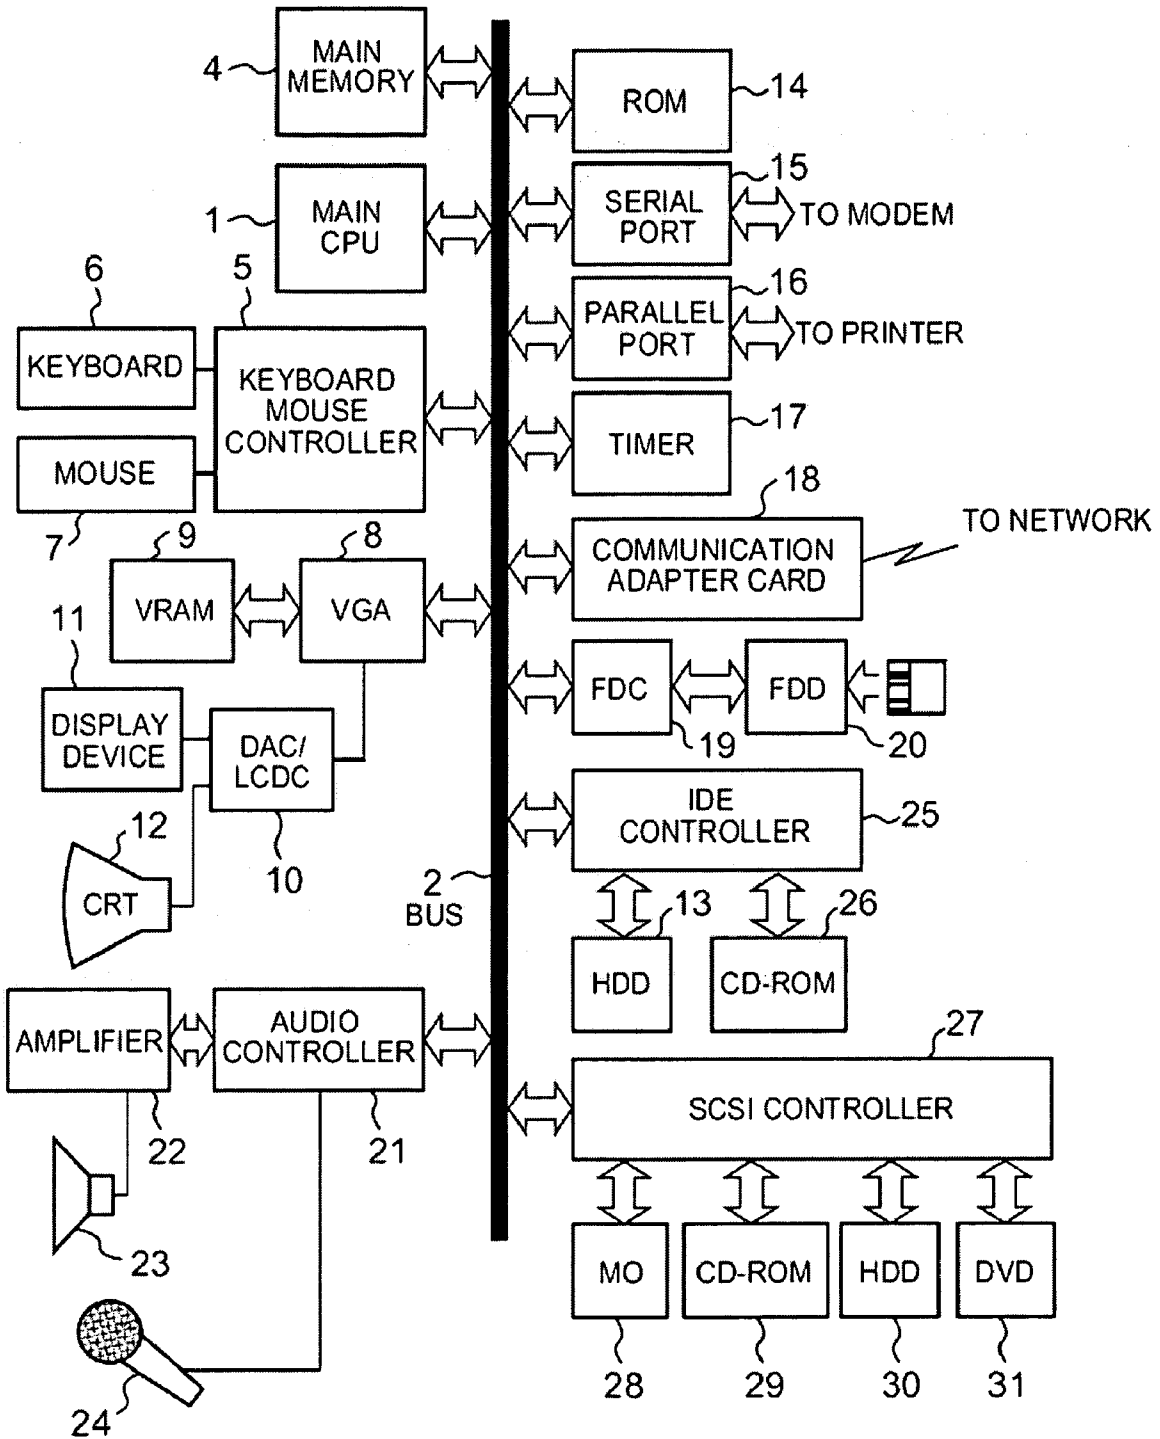 4
MAIN
MEMORY
ROM
14
1
MAIN
CPU
15
SERIAL
PORT
TO MODEM
6
5
16
KEYBOARD
KEYBOARD
MOUSE
CONTROLLER
PARALLEL
PORT
TO PRINTER
MOUSE
7
TIMER
17
18
COMMUNICATION
ADAPTER CARD
TO NETWORK
9
8
VRAM
VGA
11
FDC
FDD
19
20
DISPLAY
DEVICE
DAC/
LCDC
10
12
CRT
IDE
CONTROLLER
25
2
BUS
13
26
HDD
CD-ROM
AMPLIFIER
AUDIO
CONTROLLER
22
21
27
SCSI CONTROLLER
23
MO
CD-ROM
HDD
DVD
28
29
30
31
24